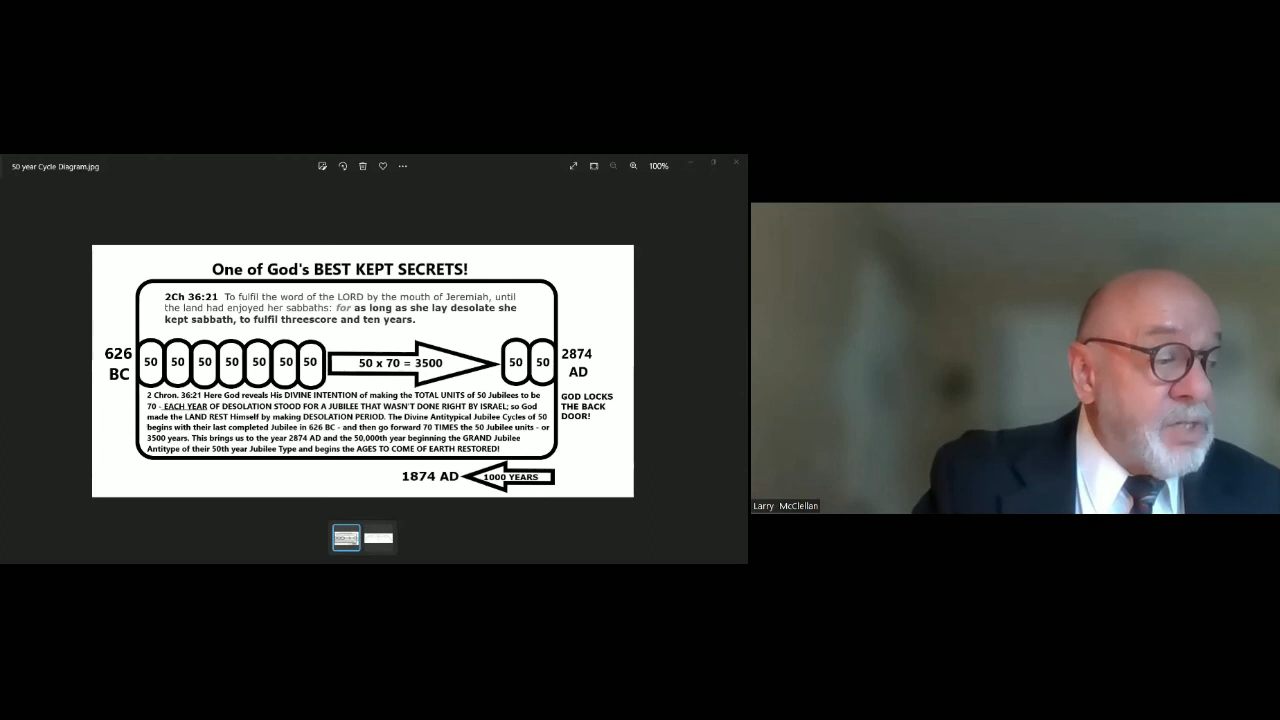 50 year Cycle Diagram.jpg
100%
One of God's BEST KEPT SECRETS!
2Ch 36:21 To fulfil the word of the LORD by the mouth of Jeremiah, until
the land had enjoyed her sabbaths: for as long as she lay desolate she
kept sabbath, to fulfil threescore and ten years.
626
BC
50 50 50 50 50 50 50
50 x 70 = 3500
50 50
2874
AD
GOD LOCKS
THE BACK
DOOR!
2 Chron. 36:21 Here God reveals His DIVINE INTENTION of making the TOTAL UNITS of 50 Jubilees to be
70 - EACH YEAR OF DESOLATION STOOD FOR A JUBILEE THAT WASN'T DONE RIGHT BY ISRAEL; so God
made the LAND REST Himself by making DESOLATION PERIOD. The Divine Antitypical Jubilee Cycles of 50
begins with their last completed Jubilee in 626 BC - and then go forward 70 TIMES the 50 Jubilee units - or
3500 years. This brings us to the year 2874 AD and the 50,000th year beginning the GRAND Jubilee
Antitype of their 50th year Jubilee Type and begins the AGES TO COME OF EARTH RESTORED!
1874 AD
1000 YEARS
Larry McClellan